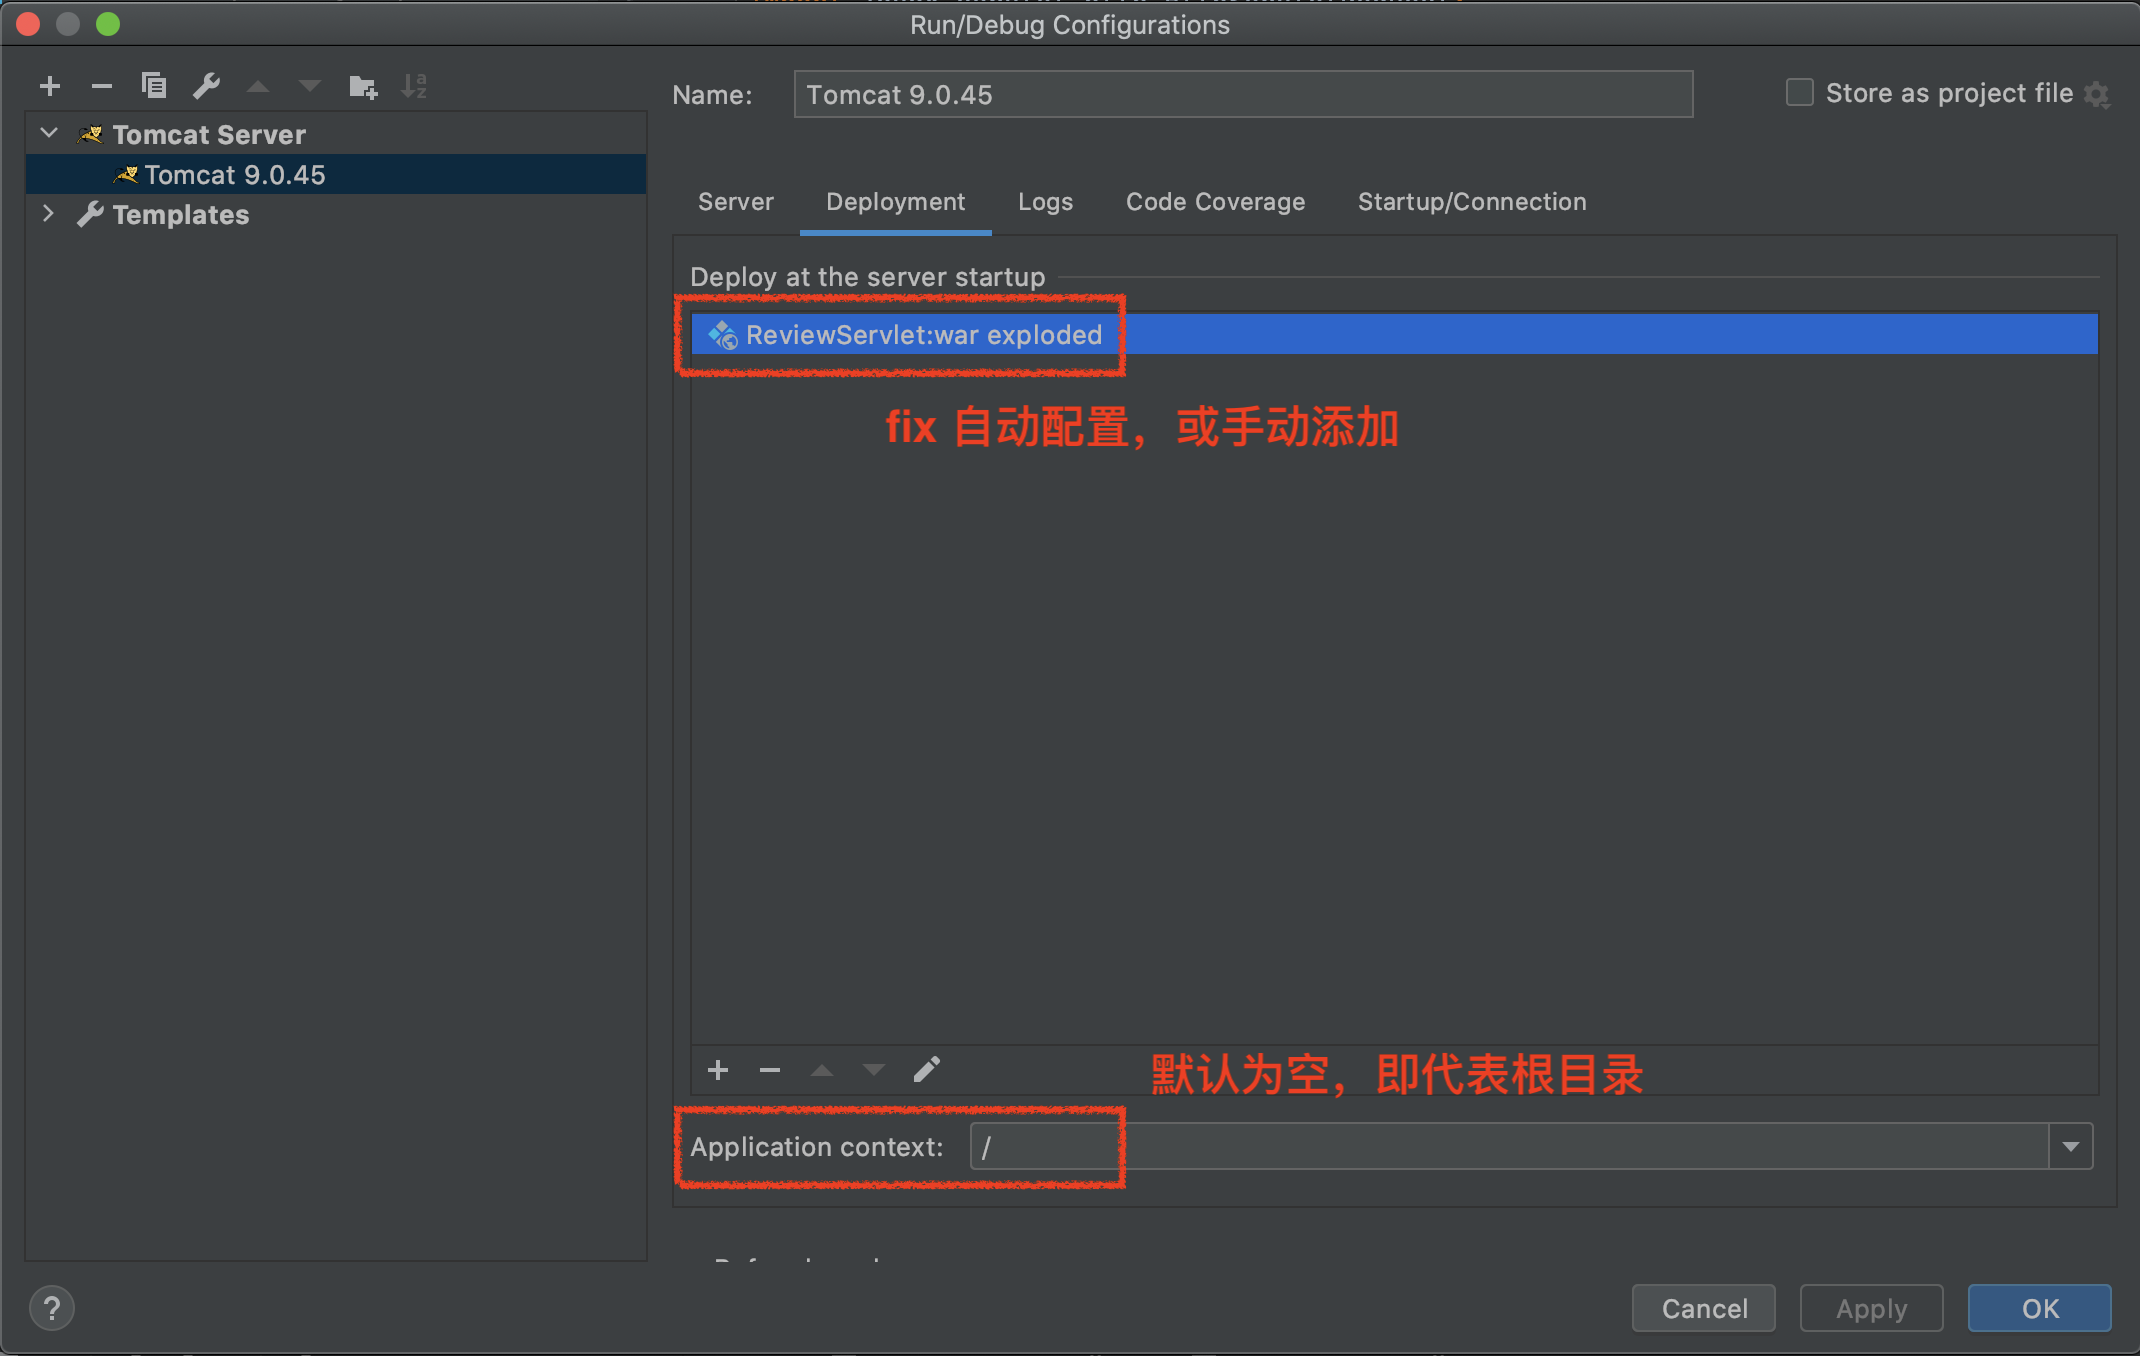 Run/Debug Configurations
Tomcat Server
Tomcat 9.0.45
Templates
Name: Tomcat 9.0.45
Store as project file
Server Deployment Logs Code Coverage Startup/Connection
Deploy at the server startup
ReviewServlet:war exploded
fix 自动配置，或手动添加
默认为空，即代表根目录
Application context: /
?
Cancel Apply OK